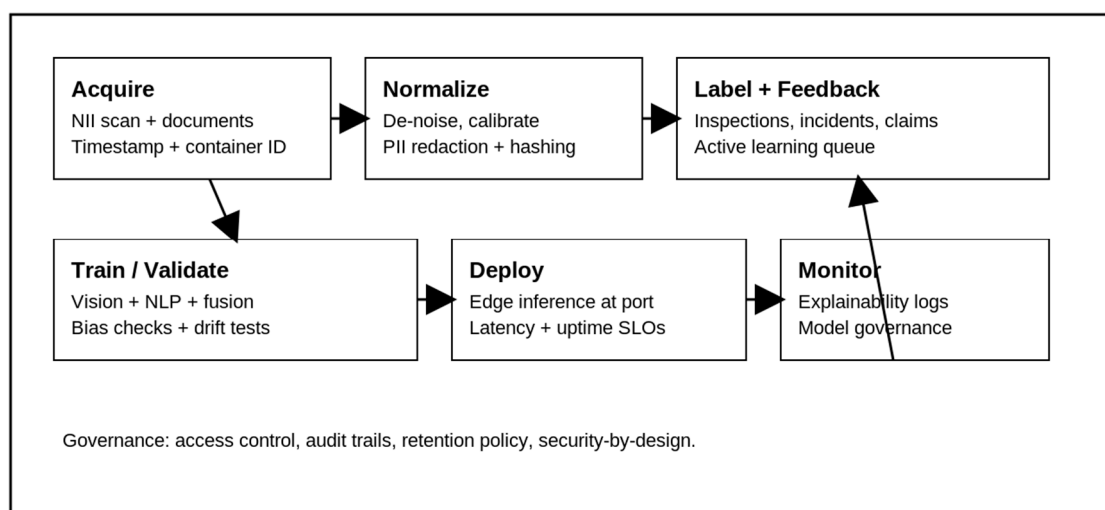 Acquire
NII scan + documents
Timestamp + container ID
Normalize
De-noise, calibrate
PII redaction + hashing
Label + Feedback
Inspections, incidents, claims
Active learning queue
Train / Validate
Vision + NLP + fusion
Bias checks + drift tests
Deploy
Edge inference at port
Latency + uptime SLOs
Monitor
Explainability logs
Model governance
Governance: access control, audit trails, retention policy, security-by-design.